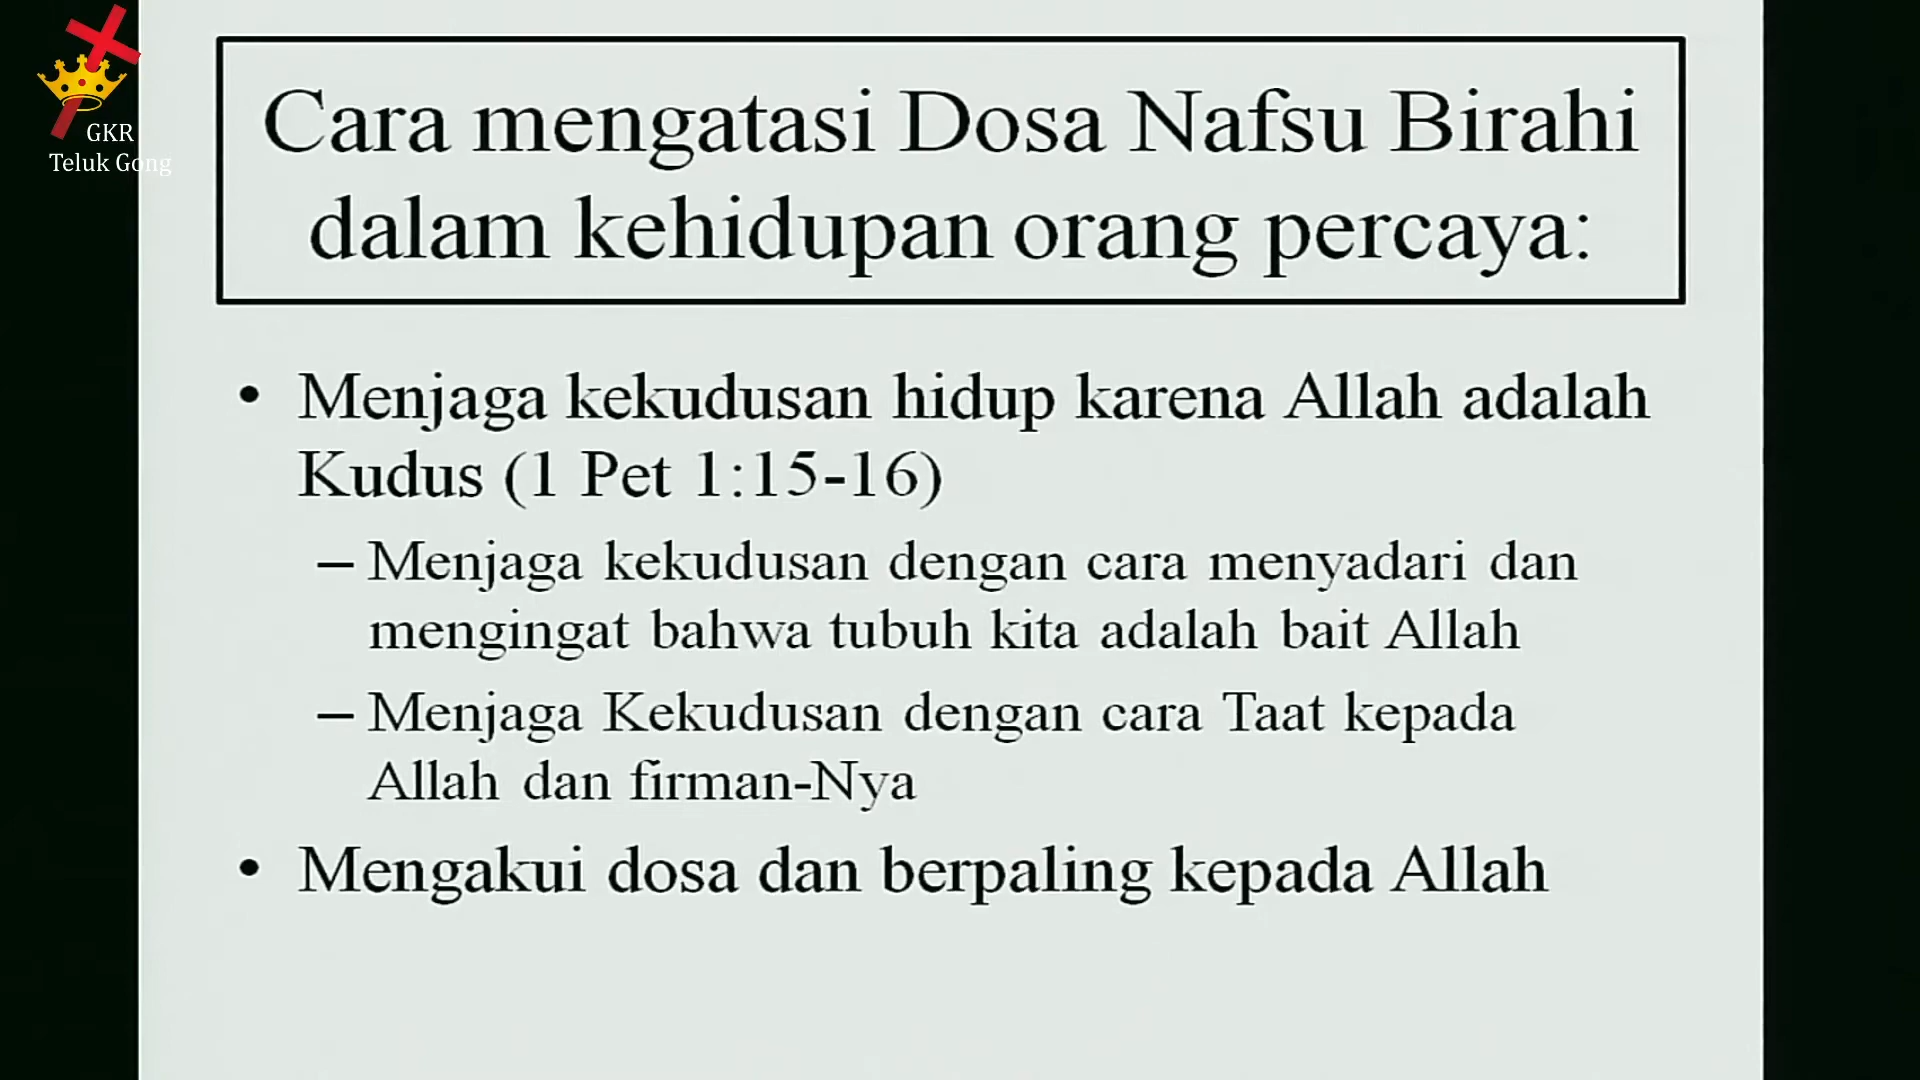 GKR
Teluk Gong
Cara mengatasi Dosa Nafsu Birahi
dalam kehidupan orang percaya:
• Menjaga kekudusan hidup karena Allah adalah
Kudus (1 Pet 1:15-16)
– Menjaga kekudusan dengan cara menyadari dan
mengingat bahwa tubuh kita adalah bait Allah
– Menjaga Kekudusan dengan cara Taat kepada
Allah dan firman-Nya
• Mengakui dosa dan berpaling kepada Allah